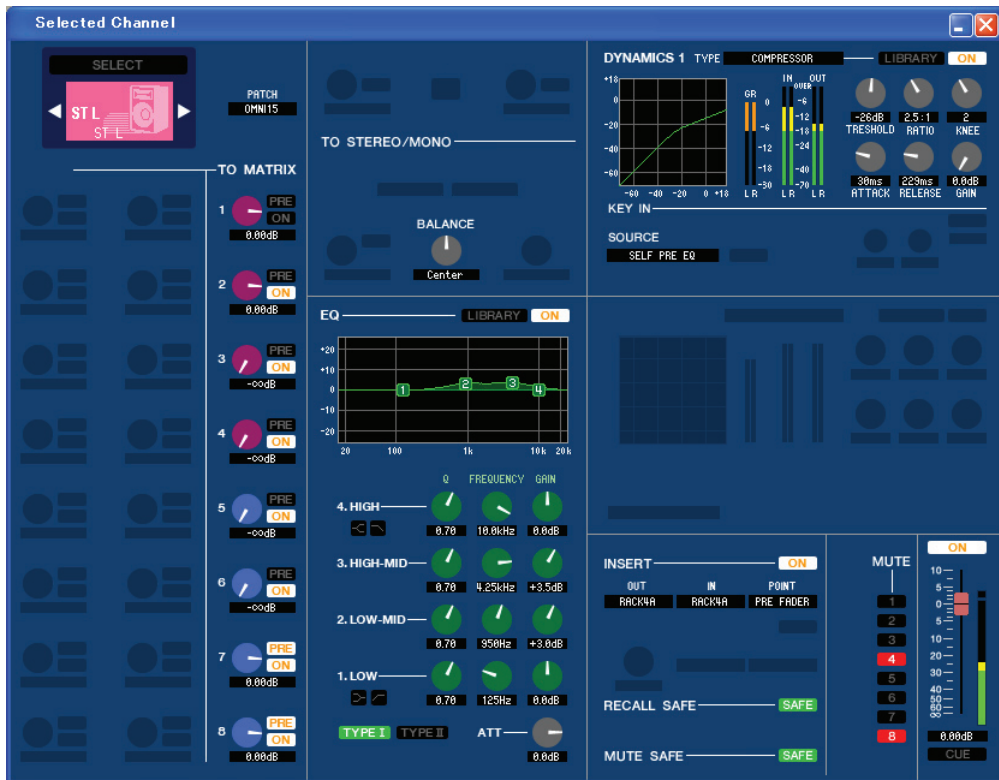 Selected Channel
SELECT
ST L
ST L
PATCH
OMNI15
TO MATRIX
1 PRE
ON
0.00dB
2 PRE
ON
0.00dB
3 PRE
ON
-∞dB
4 PRE
ON
-∞dB
5 PRE
ON
-∞dB
6 PRE
ON
-∞dB
7 PRE
ON
0.00dB
8 PRE
ON
0.00dB
TO STEREO/MONO
BALANCE
Center
EQ LIBRARY ON
+20
+10
0
-10
-20
1 2 3 4
20 100 1k 10k 20k
Q FREQUENCY GAIN
4. HIGH
0.70 10.0kHz 0.0dB
3. HIGH-MID
0.70 4.25kHz +3.5dB
2. LOW-MID
0.70 950Hz +3.0dB
1. LOW
0.70 125Hz 0.0dB
TYPE I TYPE II ATT
0.0dB
DYNAMICS 1 TYPE COMPRESSOR LIBRARY ON
+18
0
-20
-40
-60
-60 -40 -20 0 +18
GR
0
-6
-12
-18
-30
L R
IN OUT
OVER
-6
-12
-18
-40
-70
L R L R
-26dB 2.5:1 2
TRESHOLD RATIO KNEE
30ms 229ms 0.0dB
ATTACK RELEASE GAIN
KEY IN
SOURCE
SELF PRE EQ
INSERT ON
OUT IN POINT
RACK4A RACK4A PRE FADER
RECALL SAFE SAFE
MUTE SAFE SAFE
MUTE
1
2
3
4
5
6
7
8
ON
10
5
0
5
10
20
30
40
50
60
∞
0.00dB
CUE